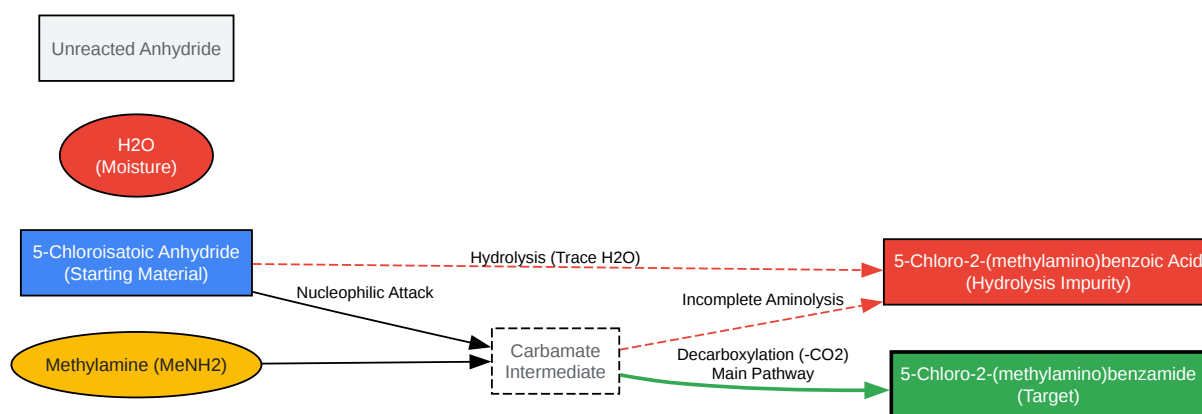 Unreacted Anhydride
H2O
(Moisture)
5-Chloroisatoic Anhydride
(Starting Material)
Hydrolysis (Trace H2O)
5-Chloro-2-(methylamino)benzoic Acid
(Hydrolysis Impurity)
Nucleophilic Attack
Incomplete Aminolysis
Methylamine (MeNH2)
Carbamate
Intermediate
Decarboxylation (-CO2)
Main Pathway
5-Chloro-2-(methylamino)benzamide
(Target)